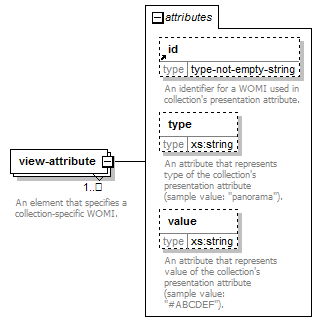 attributes
id
type type-not-empty-string
An identifier for a WOMI used in
collection's presentation attribute.
type
type xs:string
An attribute that represents
type of the collection's
presentation attribute
(sample value: "panorama").
view-attribute
1..□
An element that specifies a
collection-specific WOMI.
value
type xs:string
An attribute that represents
value of the collection's
presentation attribute
(sample value:
"#ABCDEF").